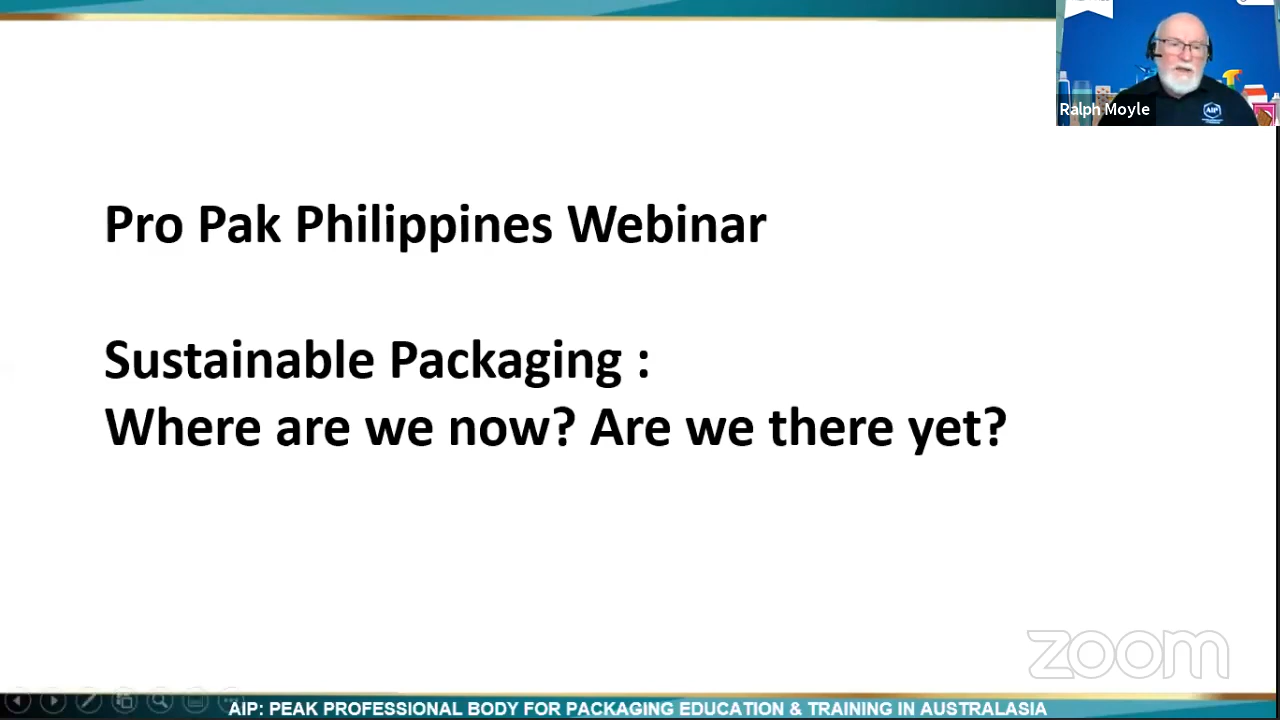 Ralph Moyle
AIP
Pro Pak Philippines Webinar
Sustainable Packaging :
Where are we now? Are we there yet?
zoom
AIP: PEAK PROFESSIONAL BODY FOR PACKAGING EDUCATION & TRAINING IN AUSTRALASIA